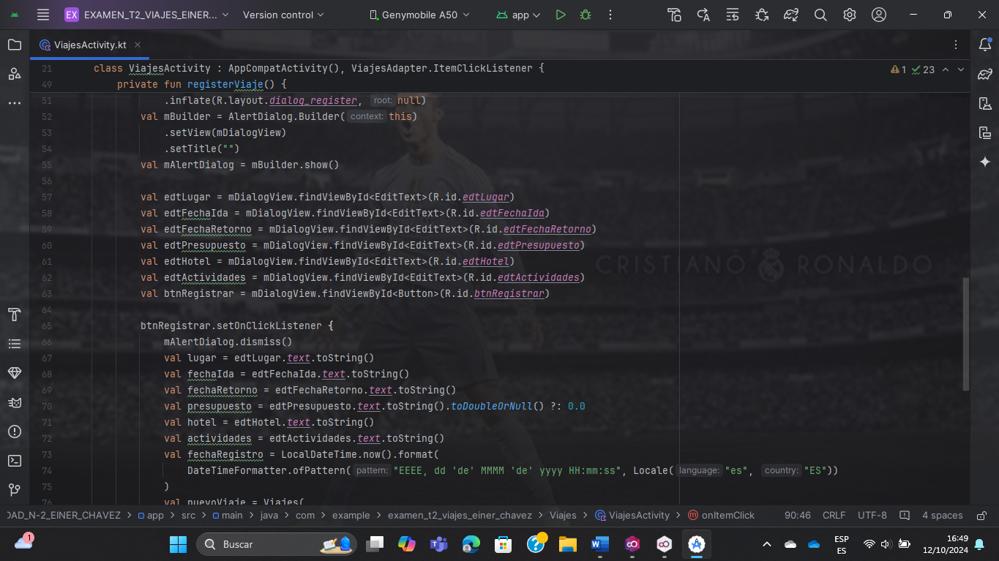 EX EXAMEN_T2_VIAJES_EINER... Version control Genymobile A50 app
ViajesActivity.kt
21 class ViajesActivity : AppCompatActivity(), ViajesAdapter.ItemClickListener { 1 23
49 private fun registerViaje() {
51 .inflate(R.layout.dialog_register, root: null)
52 val mBuilder = AlertDialog.Builder( context: this)
53 .setView(mDialogView)
54 .setTitle("")
55 val mAlertDialog = mBuilder.show()
56
57 val edtLugar = mDialogView.findViewById<EditText>(R.id.edtLugar)
58 val edtFechaIda = mDialogView.findViewById<EditText>(R.id.edtFechaIda)
59 val edtFechaRetorno = mDialogView.findViewById<EditText>(R.id.edtFechaRetorno)
60 val edtPresupuesto = mDialogView.findViewById<EditText>(R.id.edtPresupuesto)
61 val edtHotel = mDialogView.findViewById<EditText>(R.id.edtHotel)
CRISTIANO RONALDO
62 val edtActividades = mDialogView.findViewById<EditText>(R.id.edtActividades)
63 val btnRegistrar = mDialogView.findViewById<Button>(R.id.btnRegistrar)
64
65 btnRegistrar.setOnClickListener {
66 mAlertDialog.dismiss()
67 val lugar = edtLugar.text.toString()
68 val fechaIda = edtFechaIda.text.toString()
69 val fechaRetorno = edtFechaRetorno.text.toString()
70 val presupuesto = edtPresupuesto.text.toString().toDoubleOrNull() ?: 0.0
71 val hotel = edtHotel.text.toString()
72 val actividades = edtActividades.text.toString()
73 val fechaRegistro = LocalDateTime.now().format(
74 DateTimeFormatter.ofPattern( pattern: "EEEE, dd 'de' MMMM 'de' yyyy HH:mm:ss", Locale( language: "es", country: "ES"))
75 )
76 val nuevoViaje = Viajes(
DAD_N-2_EINER_CHAVEZ > app > src > main > java > com > example > examen_t2_viajes_einer_chavez > Viajes > ViajesActivity > onItemClick 90:46 CRLF UTF-8 4 spaces
1 Buscar ESP ES 16:49 12/10/2024